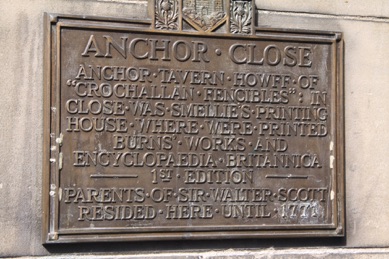 ANCHOR · CLOSE
ANCHOR · TAVERN · HOWFF · OF
"CROCHALLAN · FENCIBLES" : IN
CLOSE · WAS · SMELLIE'S · PRINTING
HOUSE · WHERE · WERE · PRINTED
BURNS' · WORKS · AND
ENCYCLOPAEDIA · BRITANNICA
1ST · EDITION
PARENTS · OF · SIR · WALTER · SCOTT
RESIDED · HERE · UNTIL · 1771